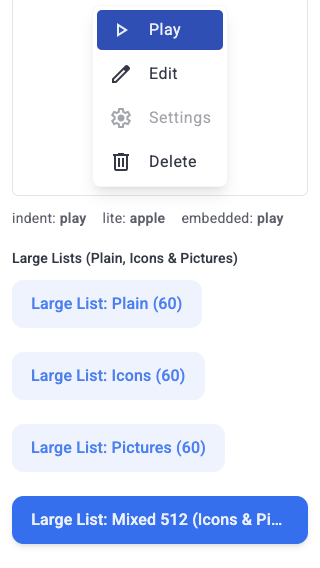 Play
Edit
Settings
Delete
indent: play lite: apple embedded: play
Large Lists (Plain, Icons & Pictures)
Large List: Plain (60)
Large List: Icons (60)
Large List: Pictures (60)
Large List: Mixed 512 (Icons & Pi...